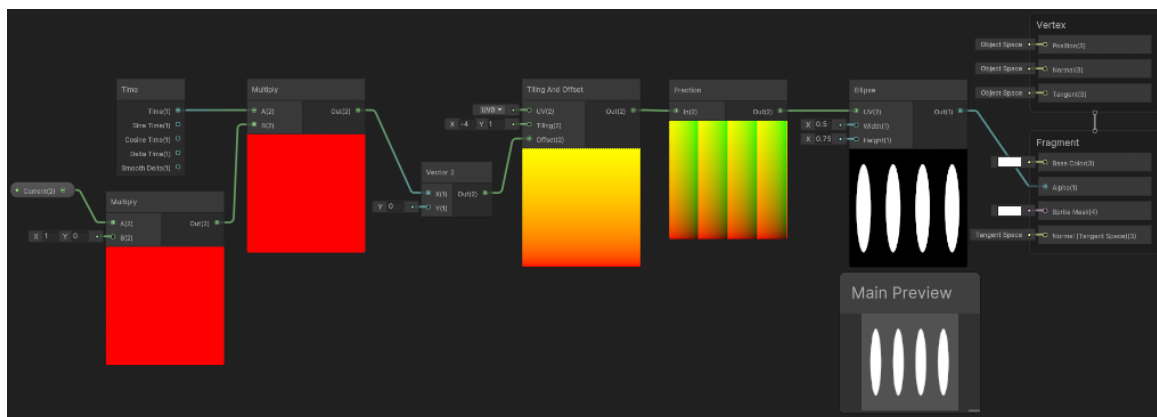 Vertex
Object Space
Position(3)
Object Space
Normal(3)
Object Space
Tangent(3)
Fragment
Base Color(3)
Alpha(1)
Sprite Mask(4)
Tangent Space
Normal (Tangent Space)(3)
Time
Time(1)
Sine Time(1)
Cosine Time(1)
Delta Time(1)
Smooth Delta(1)
Multiply
A(2)
Out(2)
B(2)
Current(2)
Multiply
A(2)
Out(2)
X 1 Y 0
B(2)
Vector 2
X(1)
Out(2)
Y 0
Y(1)
Tiling And Offset
UV0
UV(2)
Out(2)
X -4 Y 1
Tiling(2)
Offset(2)
Fraction
In(2)
Out(2)
Ellipse
UV(2)
Out(1)
X 0.5
Width(1)
X 0.75
Height(1)
Main Preview